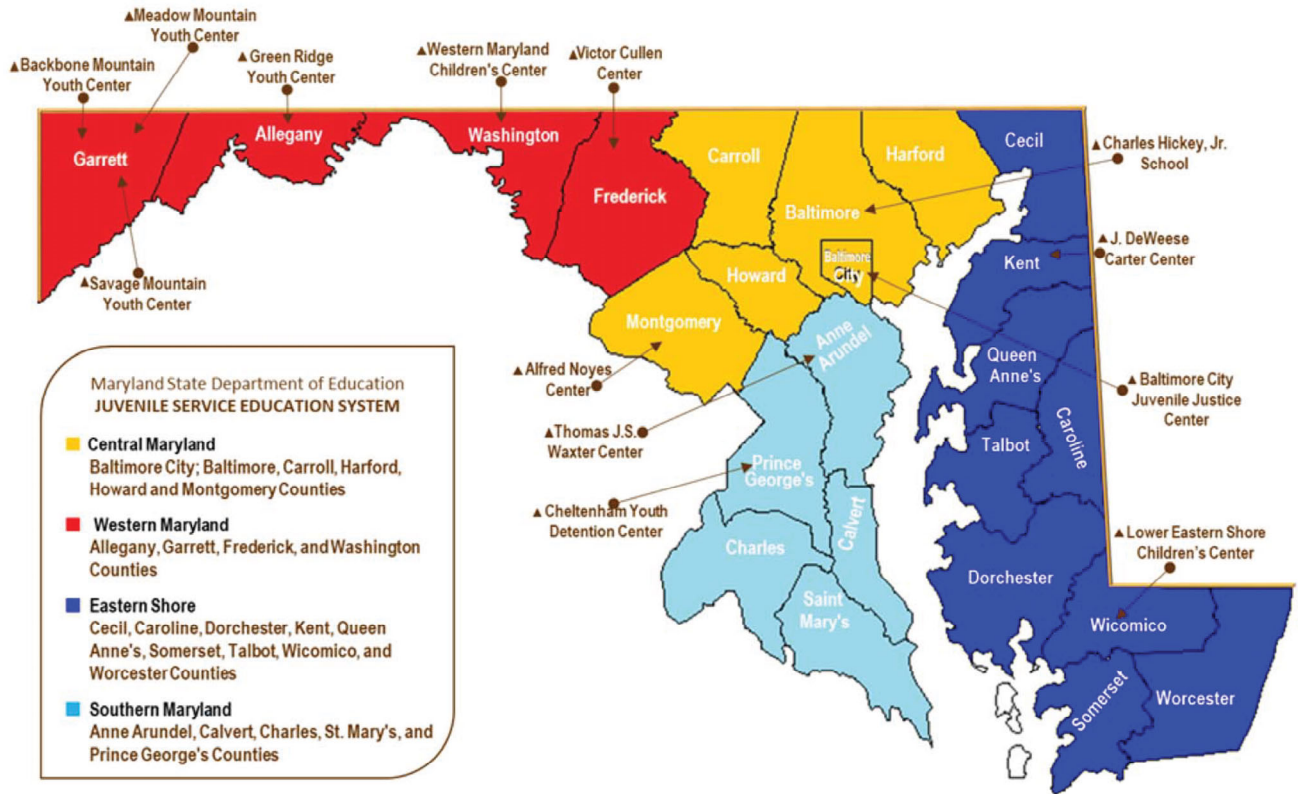 ▲Meadow Mountain
Youth Center
▲Backbone Mountain
Youth Center
▲Green Ridge
Youth Center
▲Western Maryland
Children's Center
▲Victor Cullen
Center
Garrett
Allegany
Washington
Frederick
Carroll
Harford
Cecil
▲Charles Hickey, Jr.
School
Baltimore
Baltimore
City
Kent
▲J. DeWeese
Carter Center
▲Savage Mountain
Youth Center
Howard
Montgomery
Anne
Arundel
Queen
Anne's
▲Alfred Noyes
Center
▲Baltimore City
Juvenile Justice
Center
▲Thomas J.S.
Waxter Center
Talbot
Caroline
Prince
George's
▲Cheltenham Youth
Detention Center
Calvert
Charles
▲Lower Eastern Shore
Children's Center
Dorchester
Saint
Mary's
Wicomico
Somerset
Worcester
Maryland State Department of Education
JUVENILE SERVICE EDUCATION SYSTEM
Central Maryland
Baltimore City; Baltimore, Carroll, Harford,
Howard and Montgomery Counties
Western Maryland
Allegany, Garrett, Frederick, and Washington
Counties
Eastern Shore
Cecil, Caroline, Dorchester, Kent, Queen
Anne's, Somerset, Talbot, Wicomico, and
Worcester Counties
Southern Maryland
Anne Arundel, Calvert, Charles, St. Mary's, and
Prince George's Counties